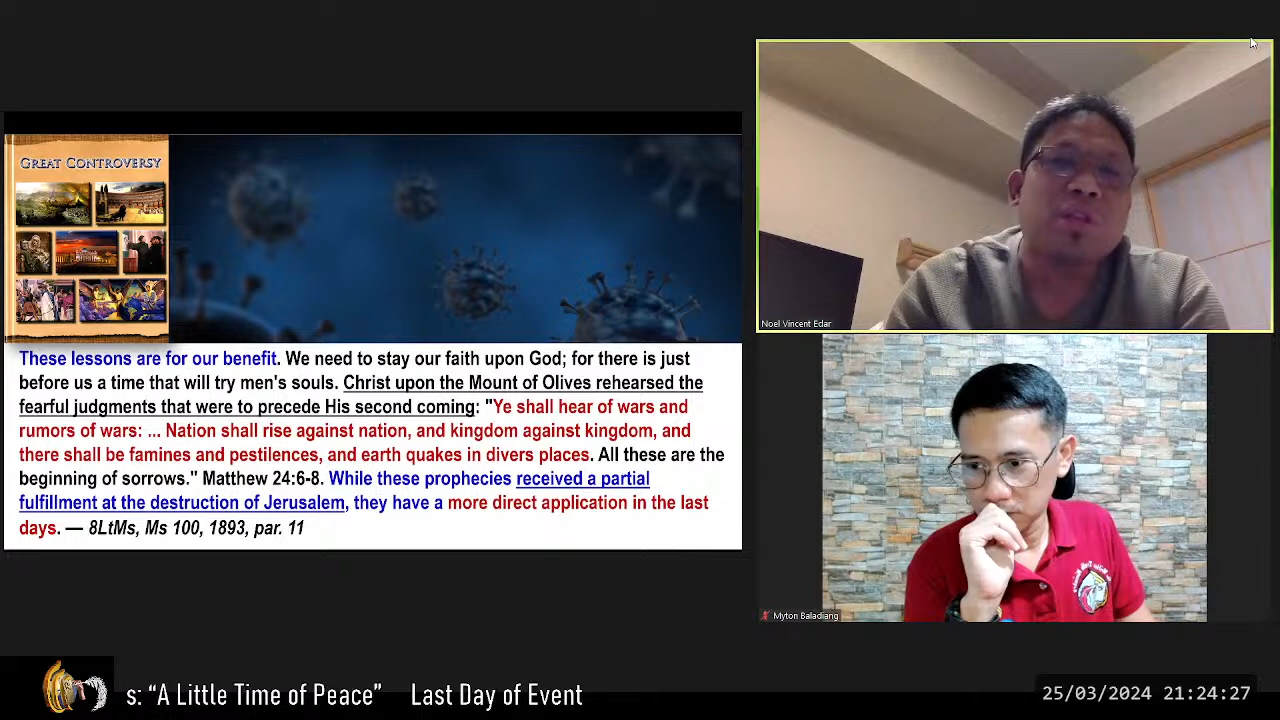 GREAT CONTROVERSY
These lessons are for our benefit. We need to stay our faith upon God; for there is just
before us a time that will try men's souls. Christ upon the Mount of Olives rehearsed the
fearful judgments that were to precede His second coming: "Ye shall hear of wars and
rumors of wars: ... Nation shall rise against nation, and kingdom against kingdom, and
there shall be famines and pestilences, and earth quakes in divers places. All these are the
beginning of sorrows." Matthew 24:6-8. While these prophecies received a partial
fulfillment at the destruction of Jerusalem, they have a more direct application in the last
days. — 8LtMs, Ms 100, 1893, par. 11
Noel Vincent Edar
Myton Baladiang
s: “A Little Time of Peace” Last Day of Event
25/03/2024 21:24:27